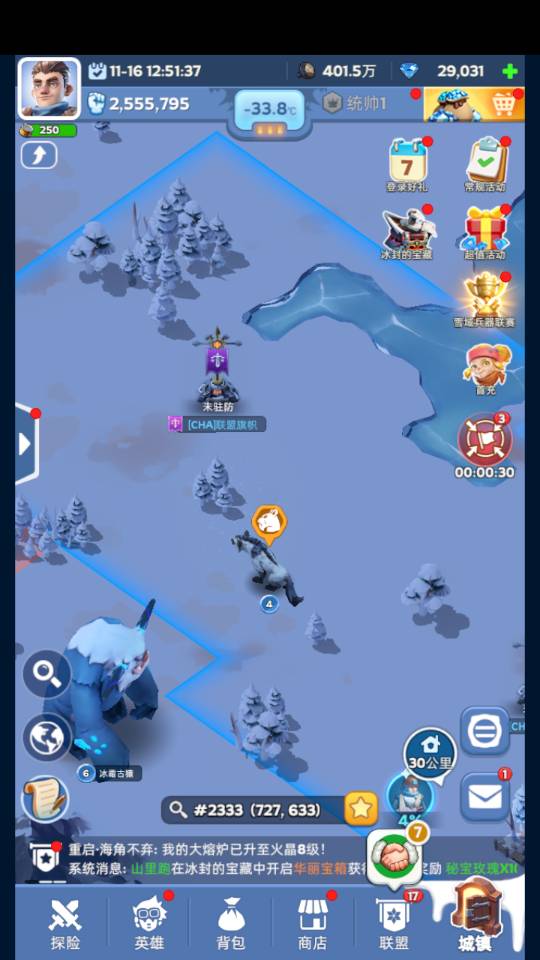 11-16 12:51:37
401.5万
29,031
2,555,795
-33.8℃
统帅1
250
7
登录好礼
常规活动
冰封的宝藏
超值活动
雪域兵器联赛
首充
3
00:00:30
未驻防
[CHA]联盟旗帜
4
6 冰霜古猿
30公里
CH
#2333 (727, 633)
1
4%
7
重启-海角不弃: 我的大熔炉已升至火晶8级!
系统消息: 山里跑在冰封的宝藏中开启华丽宝箱获得 奖励 秘宝玫瑰XII
17
探险
英雄
背包
商店
联盟
城镇